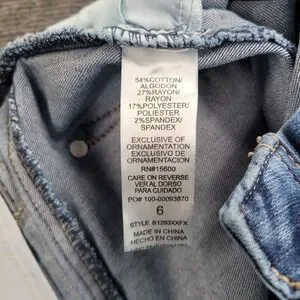 54%COTTON/
ALGODON
27%RAYON/
RAYON
17%POLYESTER/
POLIESTER
2%SPANDEX/
SPANDEX
EXCLUSIVE OF
ORNAMENTATION
EXCLUSIVO DE
ORNAMENTACION
RN#15600
CARE ON REVERSE
VER AL DORSO
PARA CUIDADO
PO# 100-00093870
6
STYLE B1293XXFX
MADE IN CHINA
HECHO EN CHINA